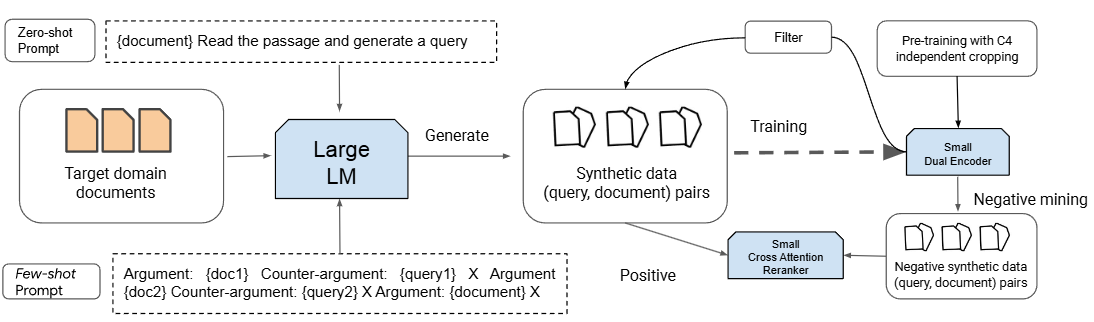 Zero-shot
Prompt
{document} Read the passage and generate a query
Filter
Pre-training with C4
independent cropping
Target domain
documents
Large
LM
Generate
Synthetic data
(query, document) pairs
Training
Small
Dual Encoder
Negative mining
Few-shot
Prompt
Argument: {doc1} Counter-argument: {query1} X Argument
{doc2} Counter-argument: {query2} X Argument: {document} X
Positive
Small
Cross Attention
Reranker
Negative synthetic data
(query, document) pairs